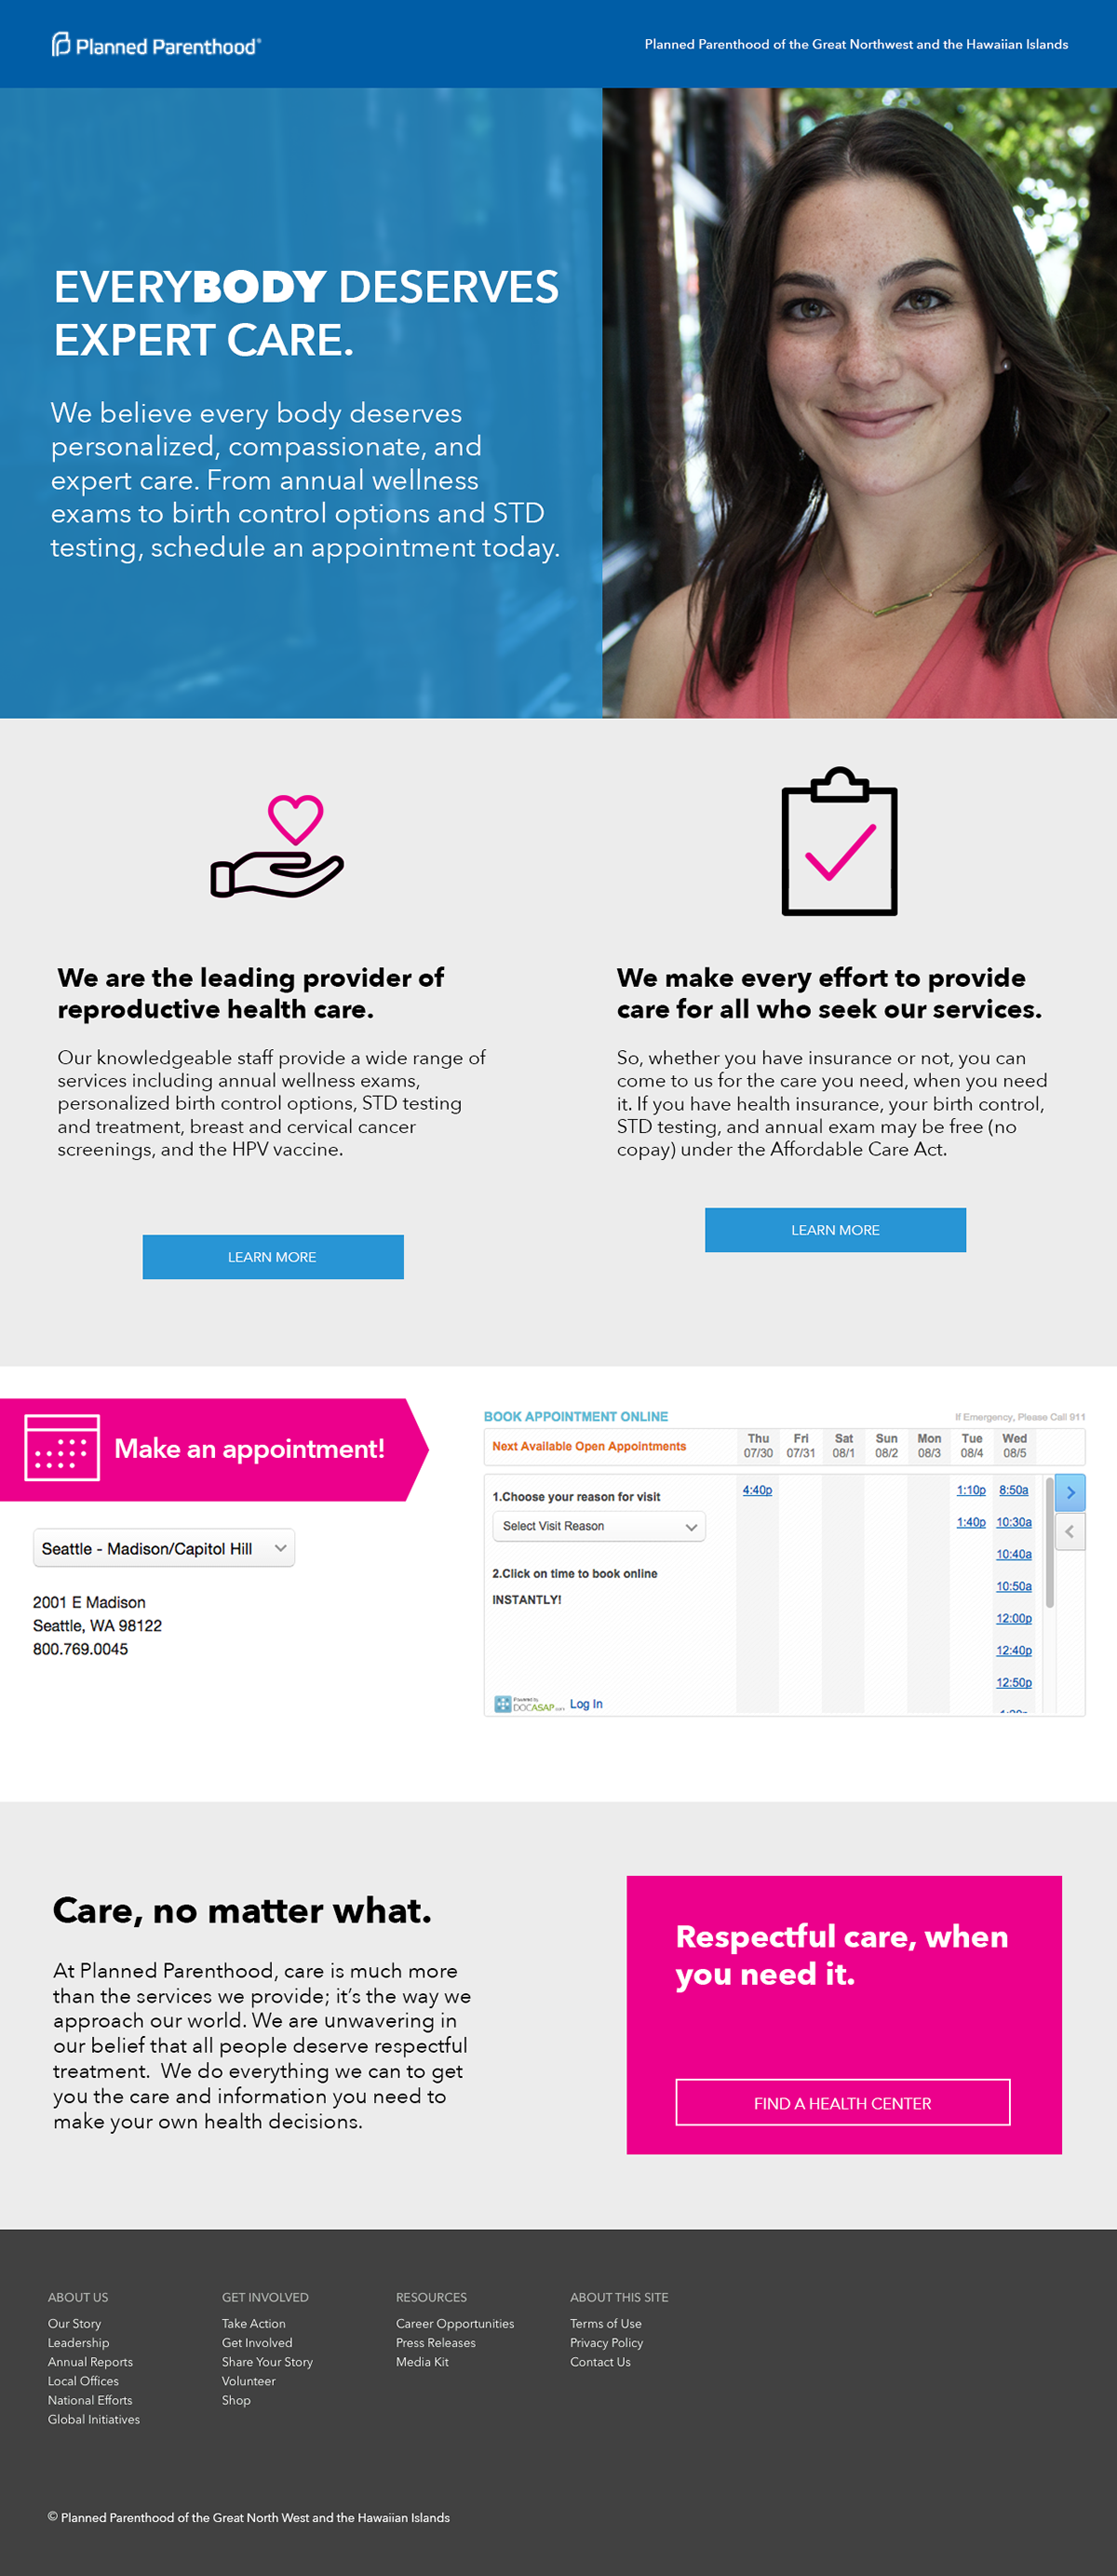 Planned Parenthood®
Planned Parenthood of the Great Northwest and the Hawaiian Islands
EVERYBODY DESERVES
EXPERT CARE.
We believe every body deserves
personalized, compassionate, and
expert care. From annual wellness
exams to birth control options and STD
testing, schedule an appointment today.
We are the leading provider of
reproductive health care.
Our knowledgeable staff provide a wide range of
services including annual wellness exams,
personalized birth control options, STD testing
and treatment, breast and cervical cancer
screenings, and the HPV vaccine.
LEARN MORE
We make every effort to provide
care for all who seek our services.
So, whether you have insurance or not, you can
come to us for the care you need, when you need
it. If you have health insurance, your birth control,
STD testing, and annual exam may be free (no
copay) under the Affordable Care Act.
LEARN MORE
Make an appointment!
Seattle - Madison/Capitol Hill
2001 E Madison
Seattle, WA 98122
800.769.0045
BOOK APPOINTMENT ONLINE
If Emergency, Please Call 911
Next Available Open Appointments
Thu Fri Sat Sun Mon Tue Wed
07/30 07/31 08/1 08/2 08/3 08/4 08/5
1.Choose your reason for visit
Select Visit Reason
2.Click on time to book online
INSTANTLY!
4:40p 1:10p 8:50a
1:40p 10:30a
10:40a
10:50a
12:00p
12:40p
12:50p
Powered by
DOCASAP.com Log In
Care, no matter what.
At Planned Parenthood, care is much more
than the services we provide; it's the way we
approach our world. We are unwavering in
our belief that all people deserve respectful
treatment.  We do everything we can to get
you the care and information you need to
make your own health decisions.
Respectful care, when
you need it.
FIND A HEALTH CENTER
ABOUT US
Our Story
Leadership
Annual Reports
Local Offices
National Efforts
Global Initiatives
GET INVOLVED
Take Action
Get Involved
Share Your Story
Volunteer
Shop
RESOURCES
Career Opportunities
Press Releases
Media Kit
ABOUT THIS SITE
Terms of Use
Privacy Policy
Contact Us
© Planned Parenthood of the Great North West and the Hawaiian Islands